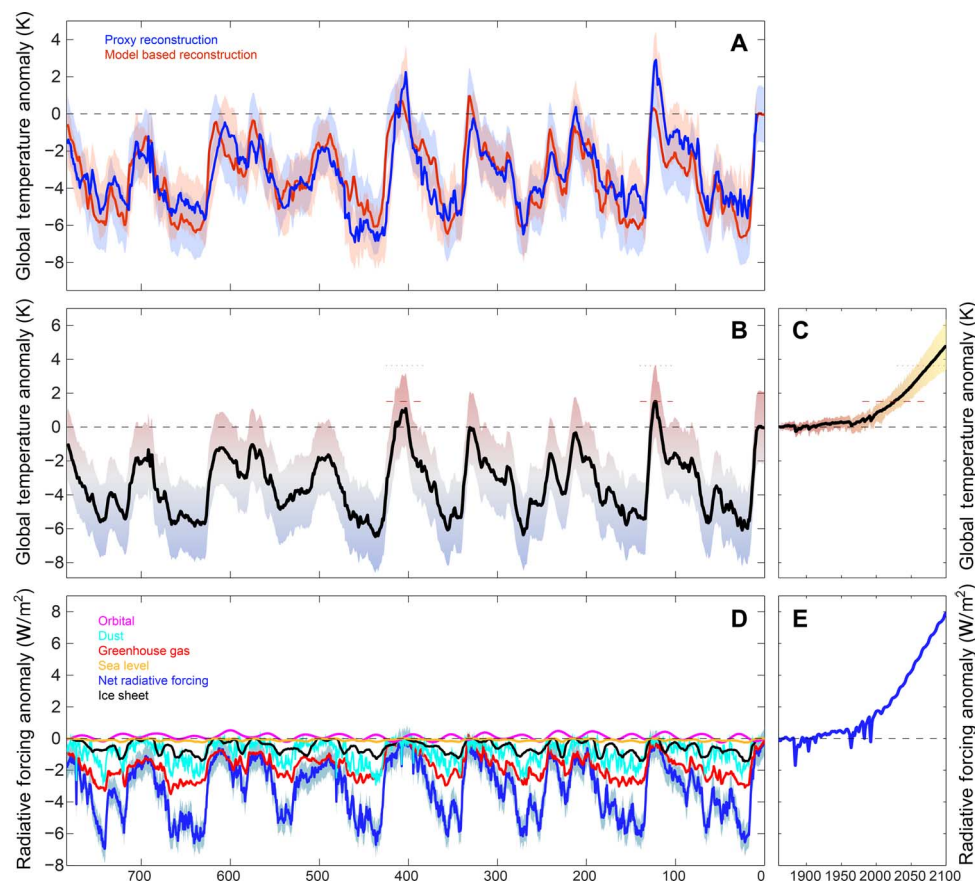 Global temperature anomaly (K)
4
2
0
−2
−4
−6
−8
Proxy reconstruction
Model based reconstruction
A
Global temperature anomaly (K)
6
4
2
0
−2
−4
−6
−8
B
C
Global temperature anomaly (K)
Radiative forcing anomaly (W/m²)
8
6
4
2
0
−2
−4
−6
−8
Orbital
Dust
Greenhouse gas
Sea level
Net radiative forcing
Ice sheet
D
E
Radiative forcing anomaly (W/m²)
700 600 500 400 300 200 100 0
1900 1950 2000 2050 2100